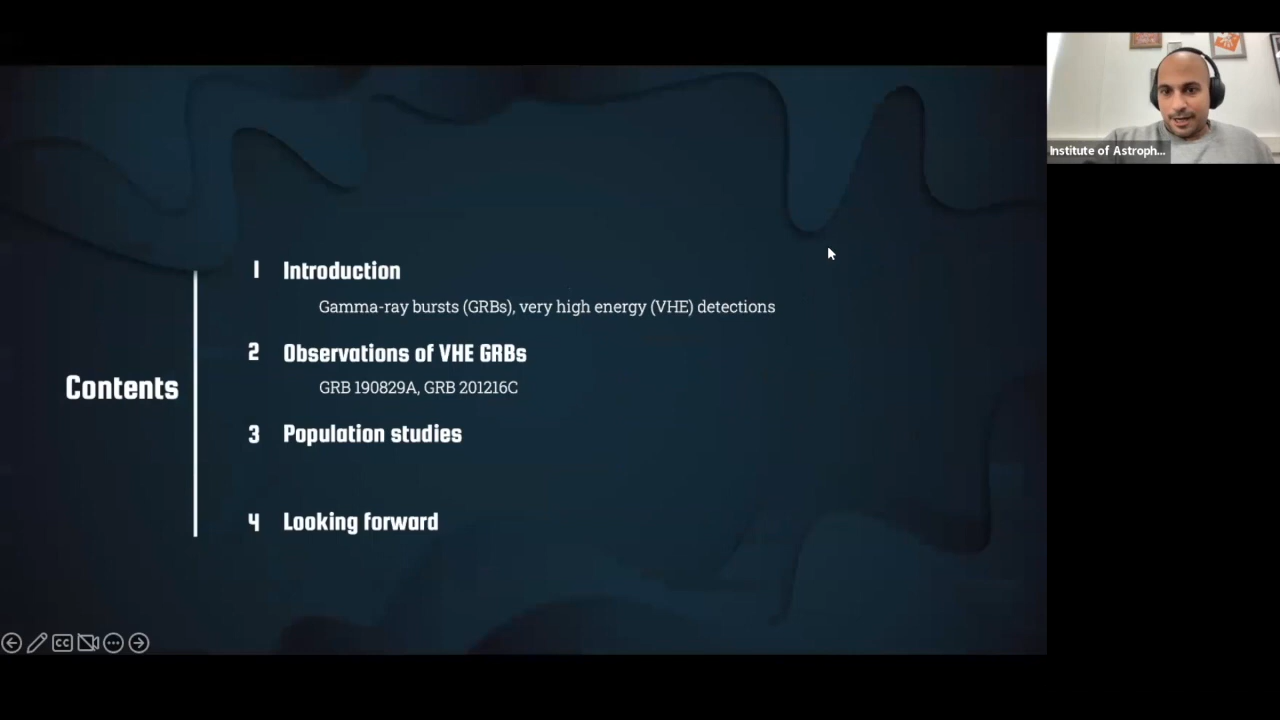 Contents
1 Introduction
Gamma-ray bursts (GRBs), very high energy (VHE) detections
2 Observations of VHE GRBs
GRB 190829A, GRB 201216C
3 Population studies
4 Looking forward
Institute of Astroph...
CC